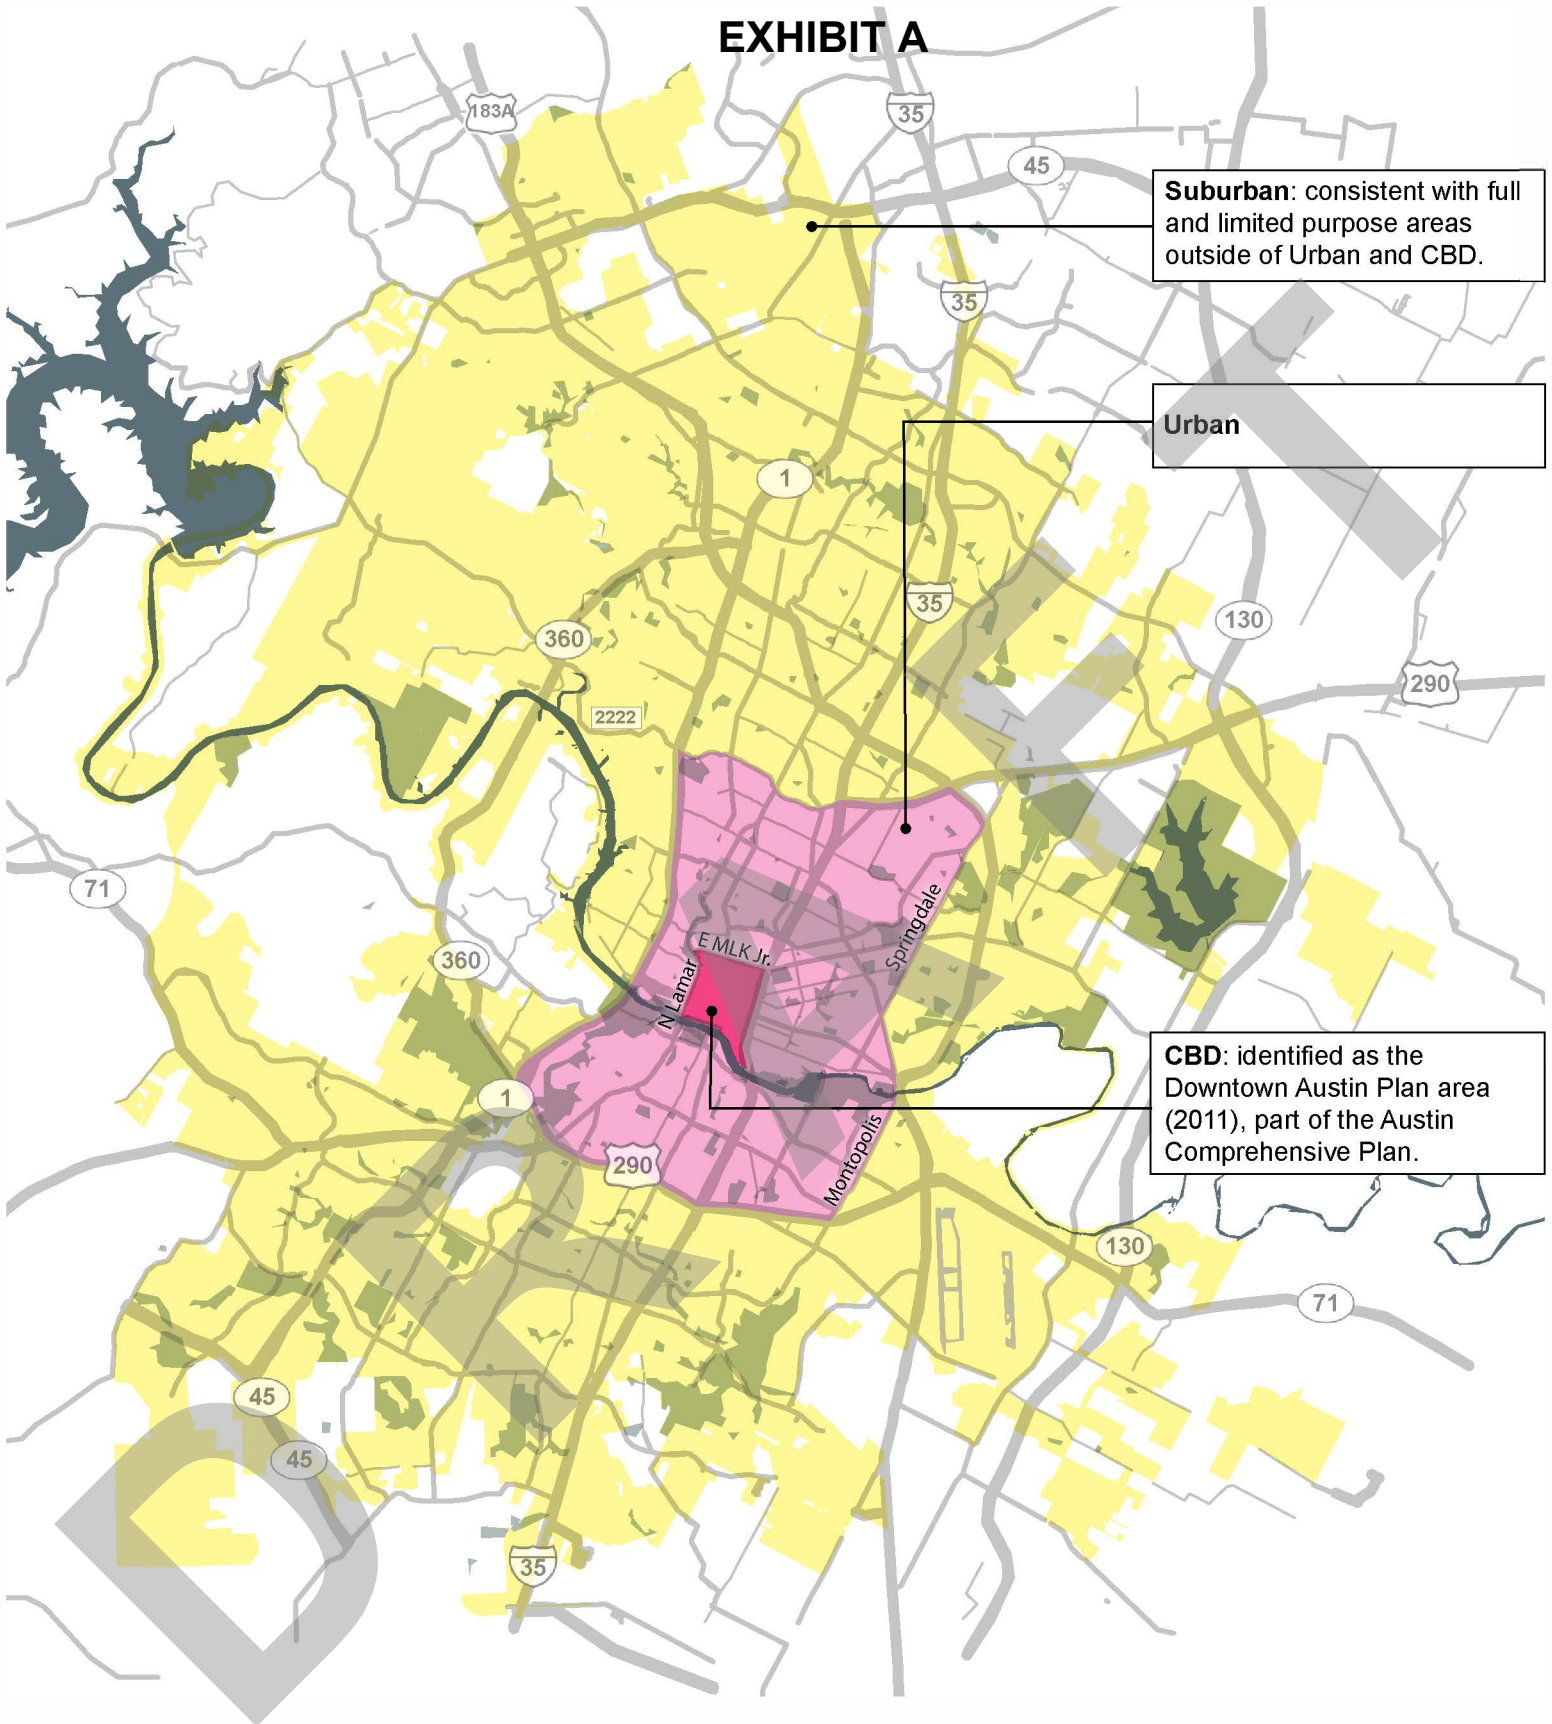 EXHIBIT A
183A
35
45
Suburban: consistent with full
and limited purpose areas
outside of Urban and CBD.
35
Urban
1
35
130
360
290
2222
71
Springdale
E MLK Jr.
360
N Lamar
CBD: identified as the
Downtown Austin Plan area
(2011), part of the Austin
Comprehensive Plan.
1
290
Montopolis
130
71
45
45
35
DRAFT